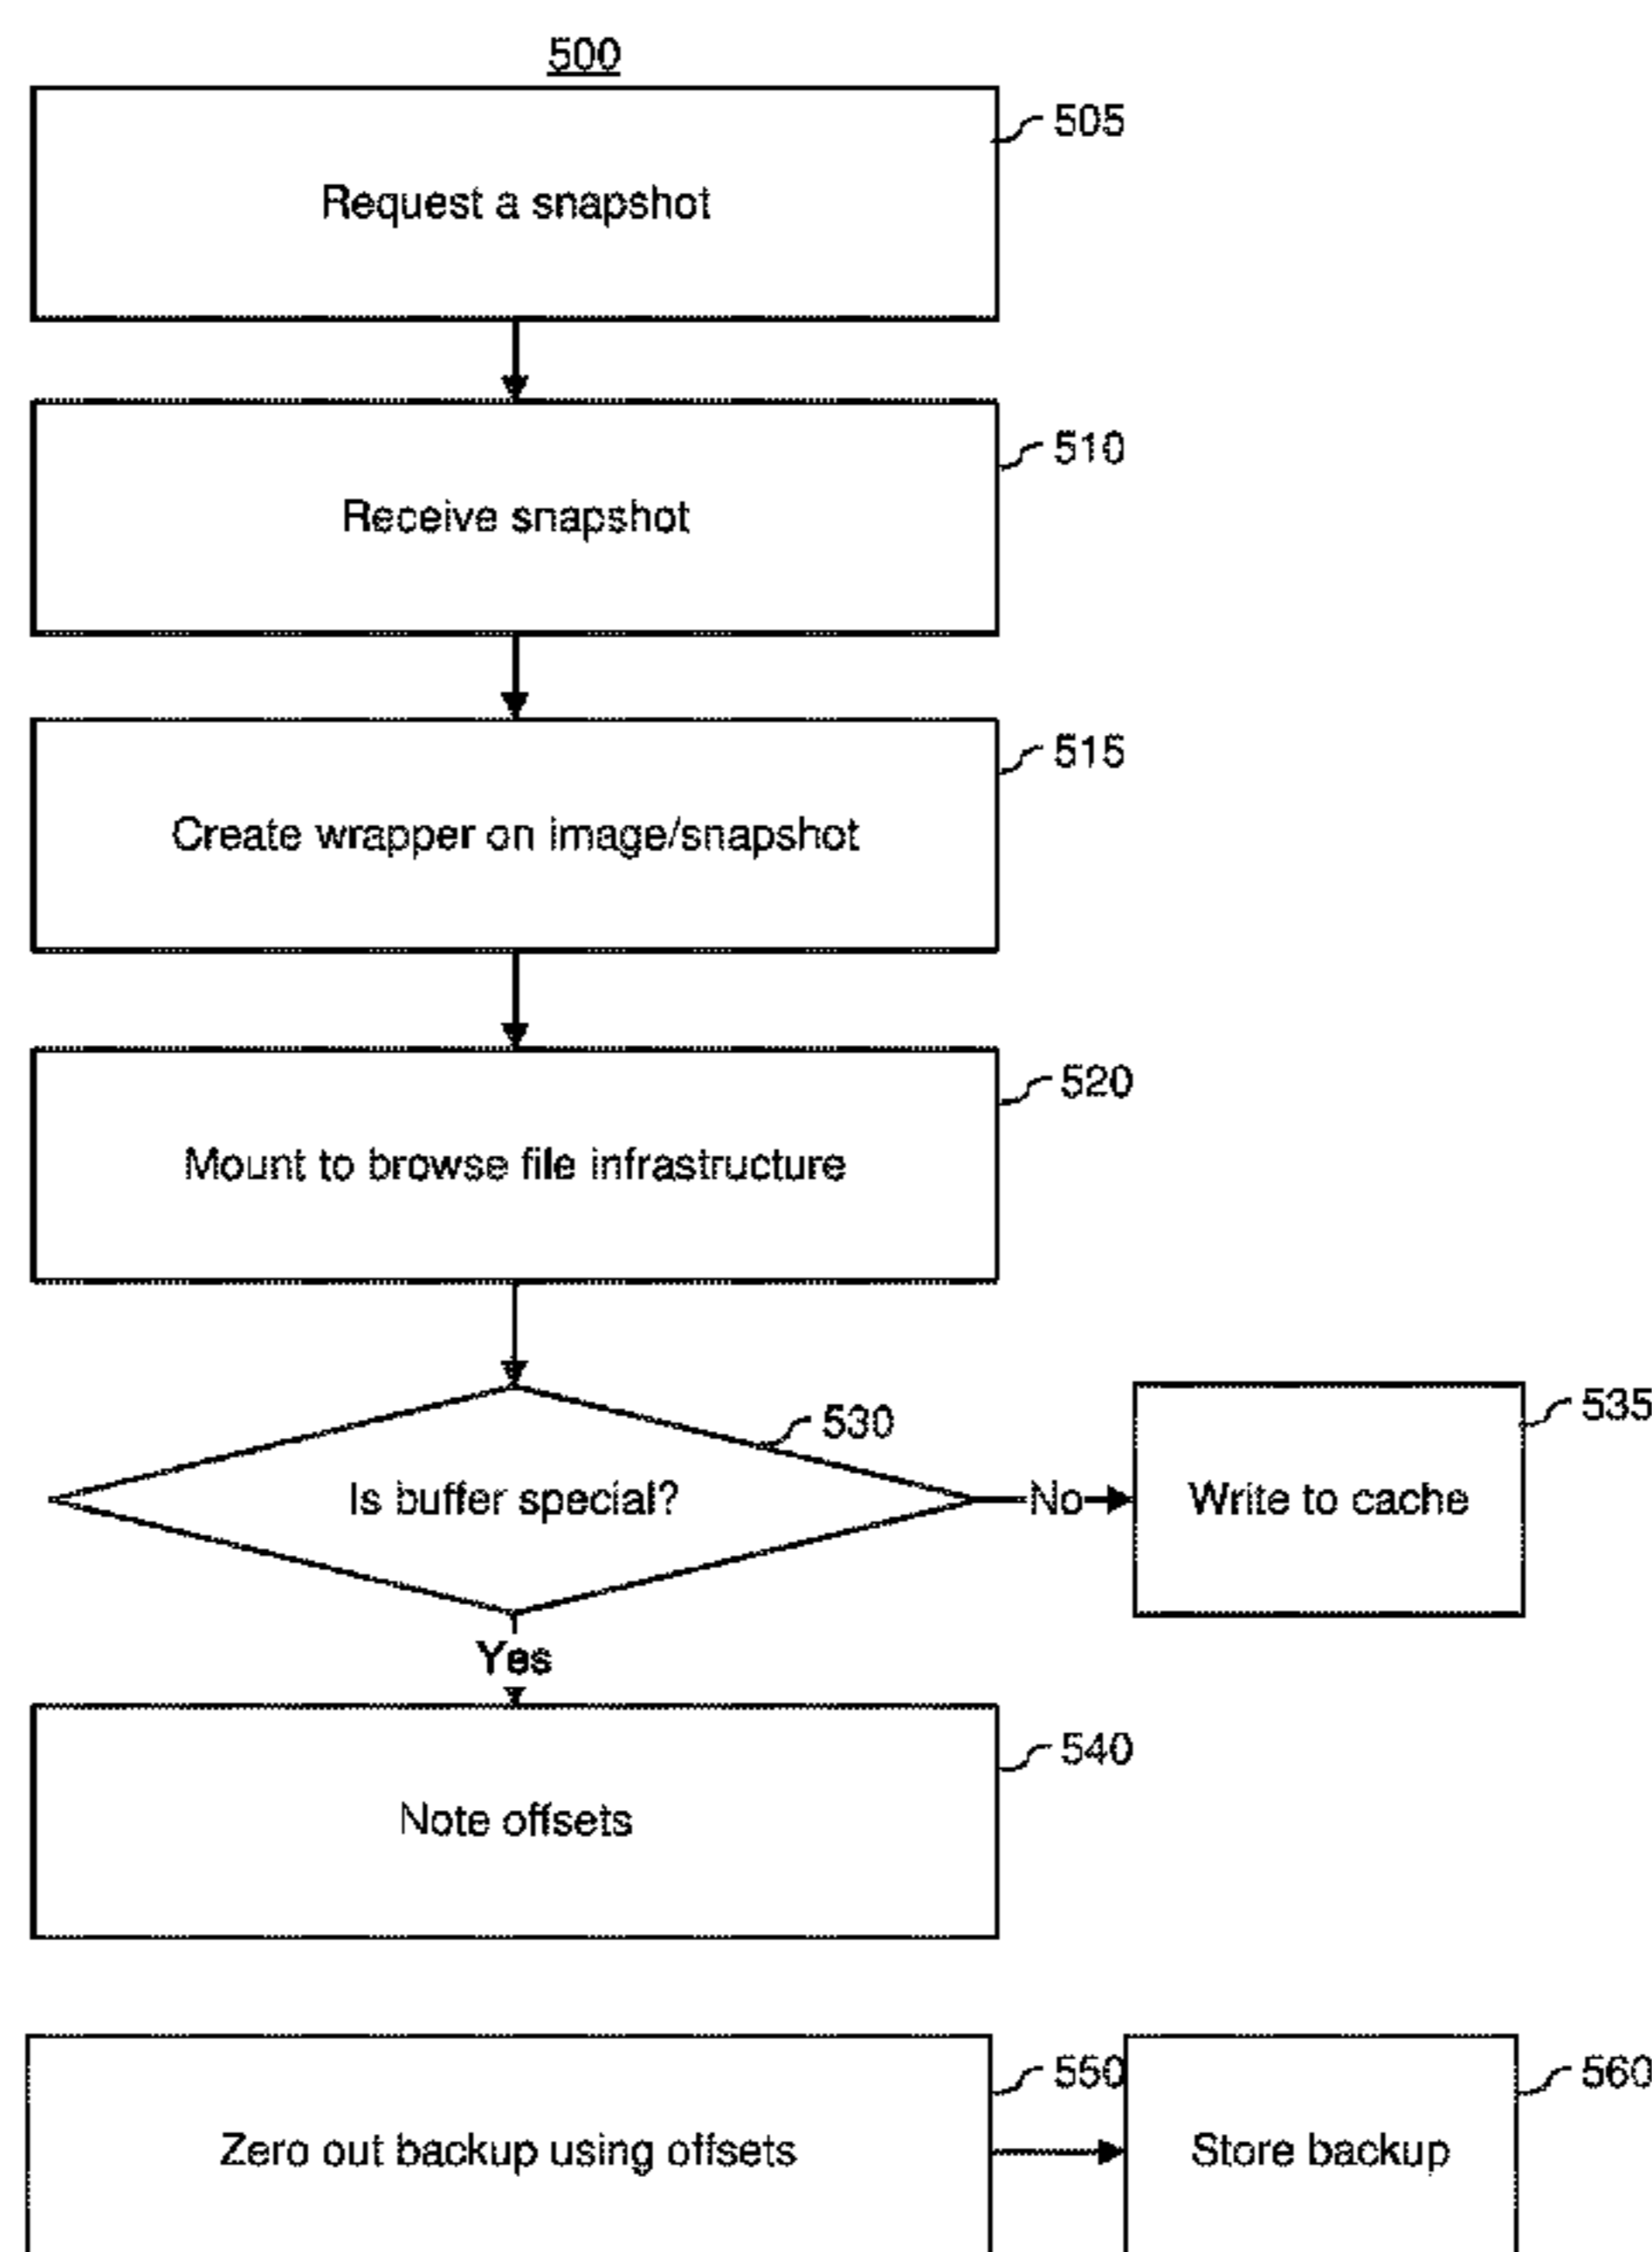 500
505
Request a snapshot
510
Receive snapshot
515
Create wrapper on image/snapshot
520
Mount to browse file infrastructure
530
535
Is buffer special?
No
Write to cache
Yes
540
Note offsets
550
560
Zero out backup using offsets
Store backup